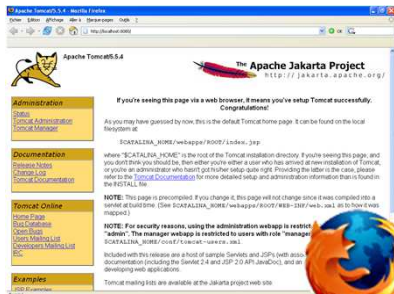 Apache Tomcat/5.5.4 - Mozilla Firefox
Fichier Edition Affichage Aller à Marque-pages Outils ?
http://localhost:8080/
OK
Apache Tomcat/5.5.4
The Apache Jakarta Project
http://jakarta.apache.org/
Administration
Status
Tomcat Administration
Tomcat Manager
Documentation
Release Notes
Change Log
Tomcat Documentation
Tomcat Online
Home Page
Bug Database
Open Bugs
Users Mailing List
Developers Mailing List
IRC
Examples
JSP Examples
If you're seeing this page via a web browser, it means you've setup Tomcat successfully.
Congratulations!
As you may have guessed by now, this is the default Tomcat home page. It can be found on the local
filesystem at:
$CATALINA_HOME/webapps/ROOT/index.jsp
where "$CATALINA_HOME" is the root of the Tomcat installation directory. If you're seeing this page, and
you don't think you should be, then either you're either a user who has arrived at new installation of Tomcat,
or you're an administrator who hasn't got his/her setup quite right. Providing the latter is the case, please
refer to the Tomcat Documentation for more detailed setup and administration information than is found in
the INSTALL file.
NOTE: This page is precompiled. If you change it, this page will not change since it was compiled into a
servlet at build time. (See $CATALINA_HOME/webapps/ROOT/WEB-INF/web.xml as to how it was
mapped.)
NOTE: For security reasons, using the administration webapp is restricted
"admin". The manager webapp is restricted to users with role "manager
$CATALINA_HOME/conf/tomcat-users.xml
Included with this release are a host of sample Servlets and JSPs (with
documentation (including the Servlet 2.4 and JSP 2.0 API JavaDoc), and an
developing web applications.
Tomcat mailing lists are available at the Jakarta project web site: